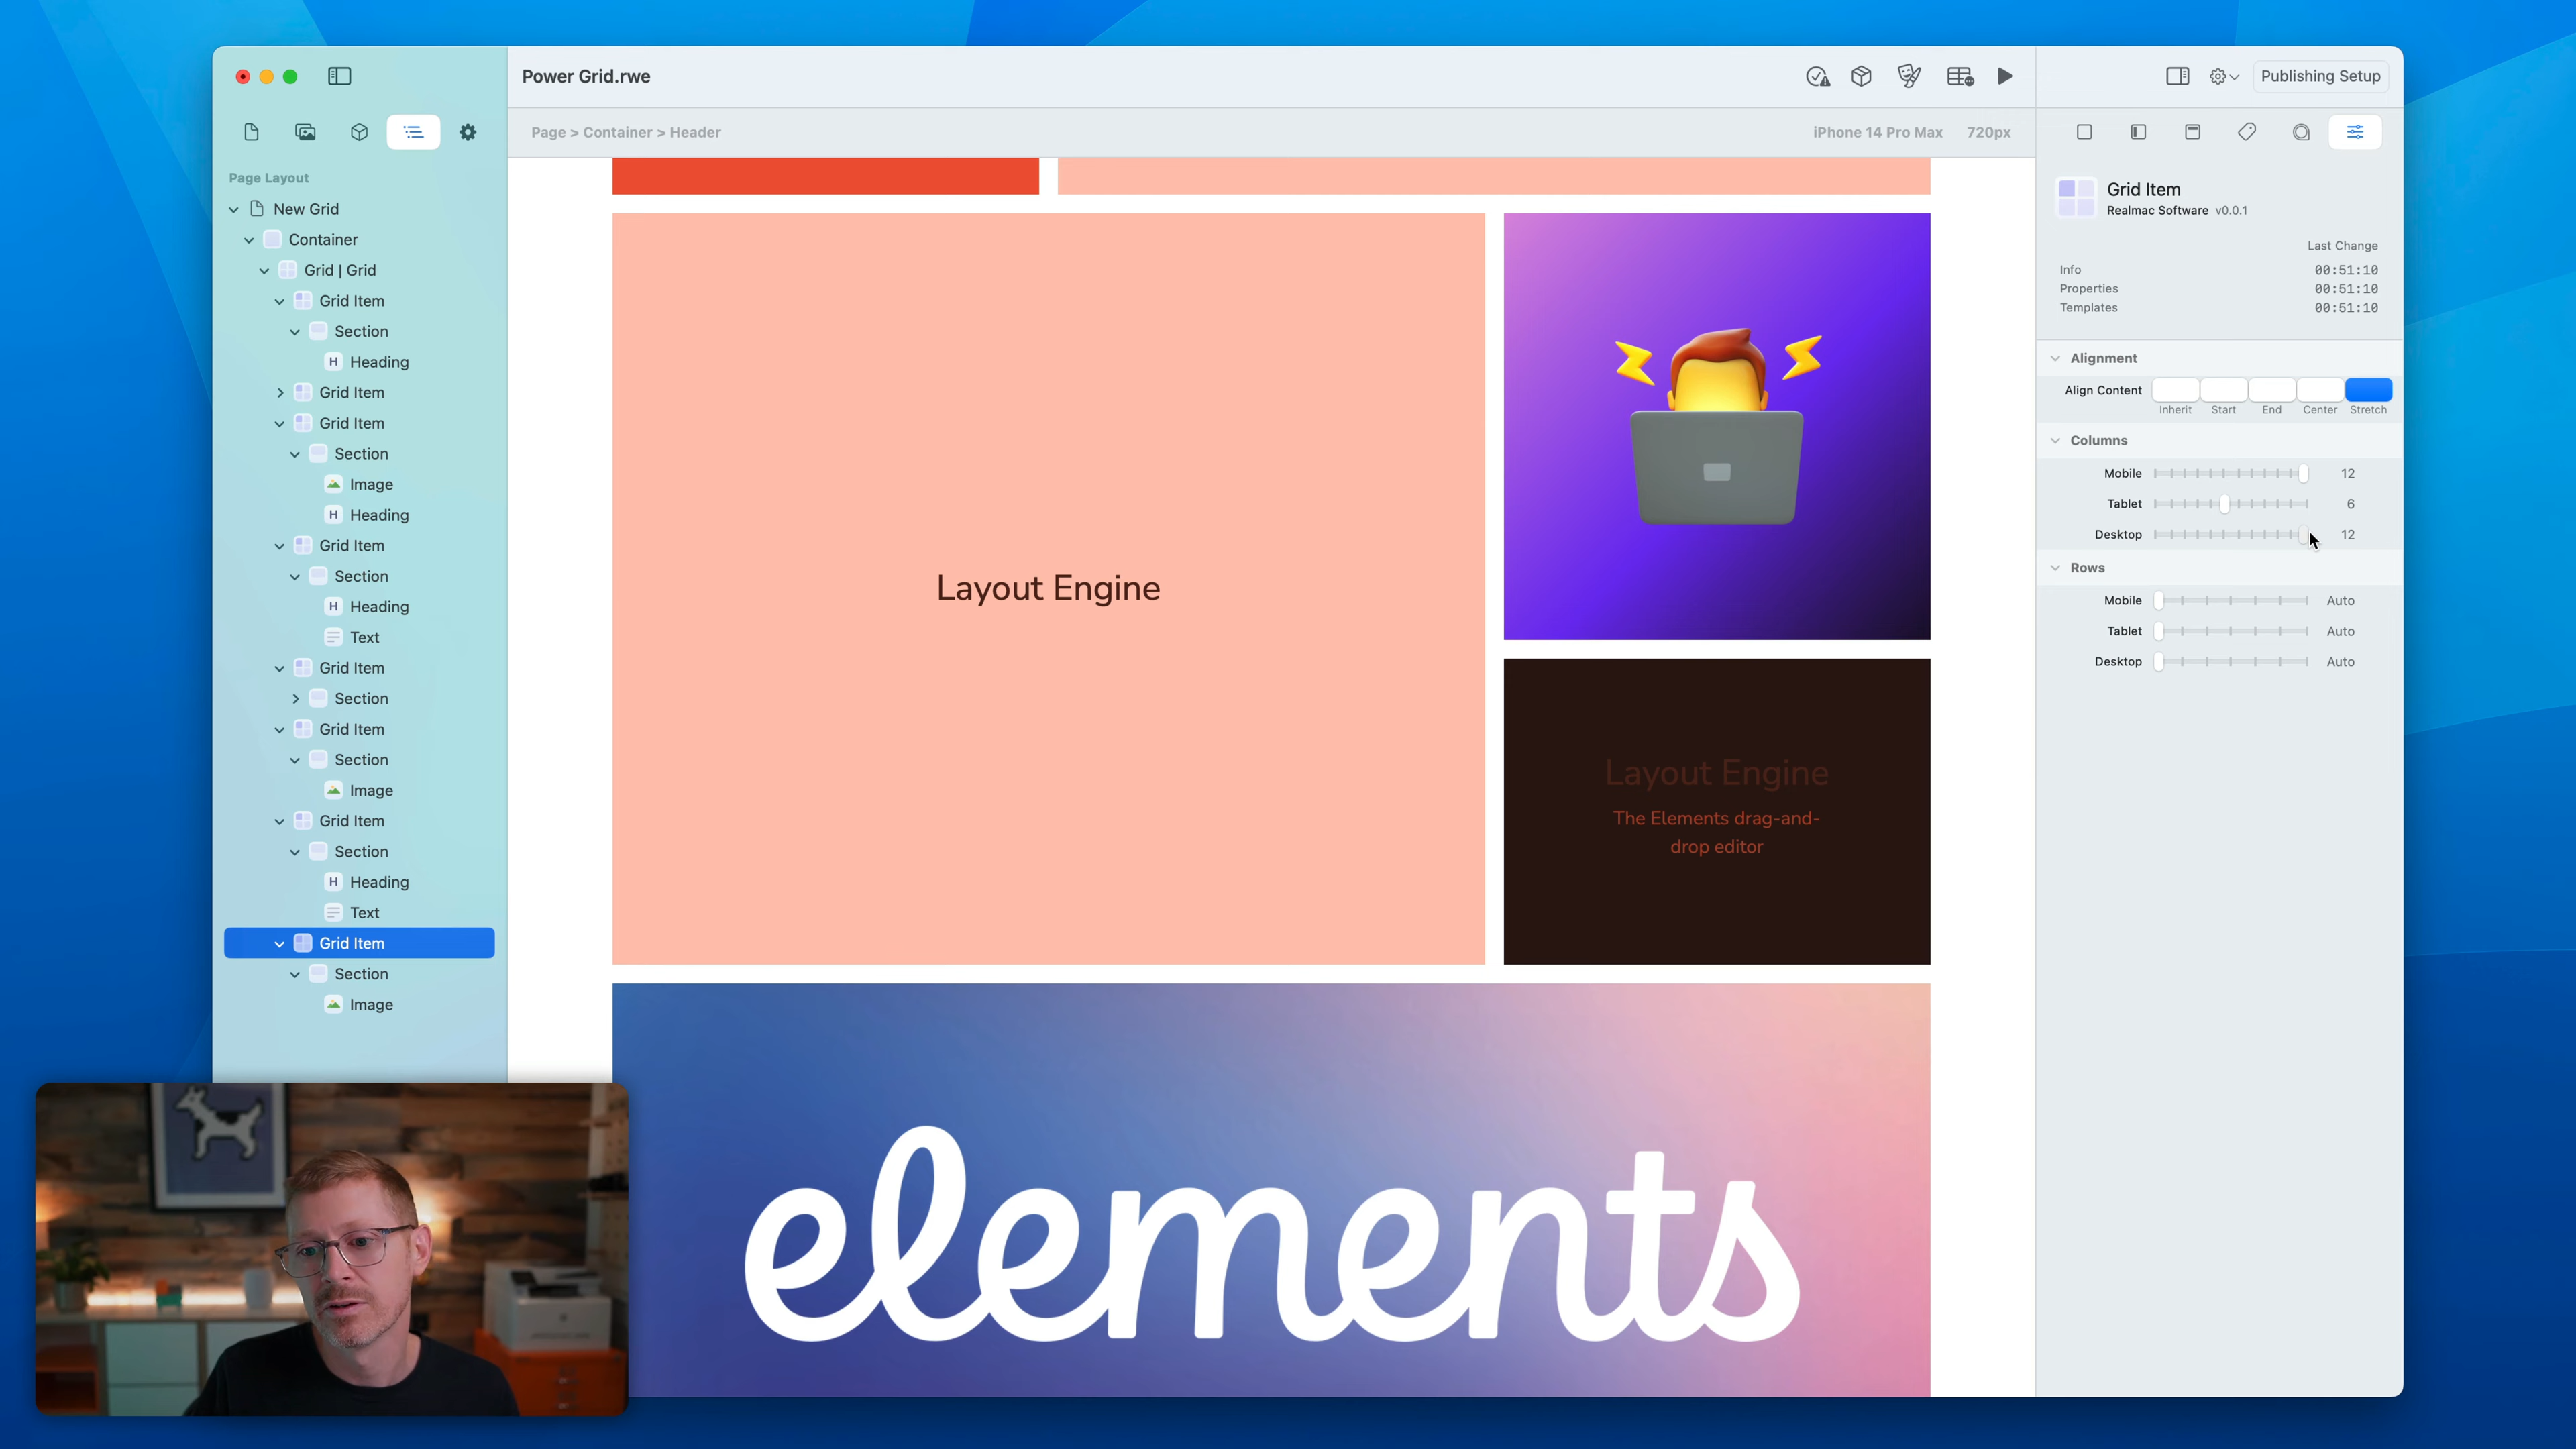 Power Grid.rwe
Publishing Setup
Page > Container > Header
iPhone 14 Pro Max 720px
Page Layout
New Grid
Container
Grid | Grid
Grid Item
Section
H Heading
Grid Item
Grid Item
Section
Image
H Heading
Grid Item
Section
H Heading
Text
Grid Item
Section
Grid Item
Section
Image
Grid Item
Section
H Heading
Text
Grid Item
Section
Image
Layout Engine
Layout Engine
The Elements drag-and-
drop editor
elements
Grid Item
Realmac Software v0.0.1
Last Change
Info 00:51:10
Properties 00:51:10
Templates 00:51:10
Alignment
Align Content
Inherit Start End Center Stretch
Columns
Mobile 12
Tablet 6
Desktop 12
Rows
Mobile Auto
Tablet Auto
Desktop Auto